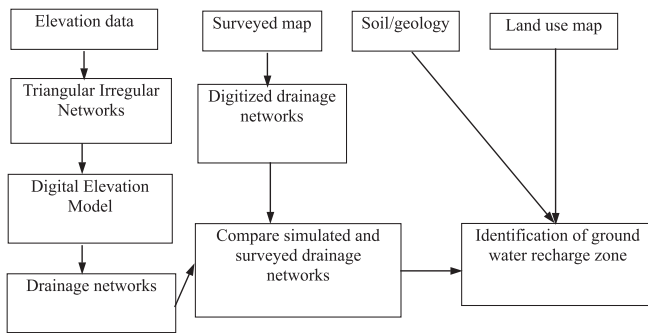 Elevation data
Surveyed map
Soil/geology
Land use map
Triangular Irregular
Networks
Digitized drainage
networks
Digital Elevation
Model
Compare simulated and
surveyed drainage
networks
Identification of ground
water recharge zone
Drainage networks